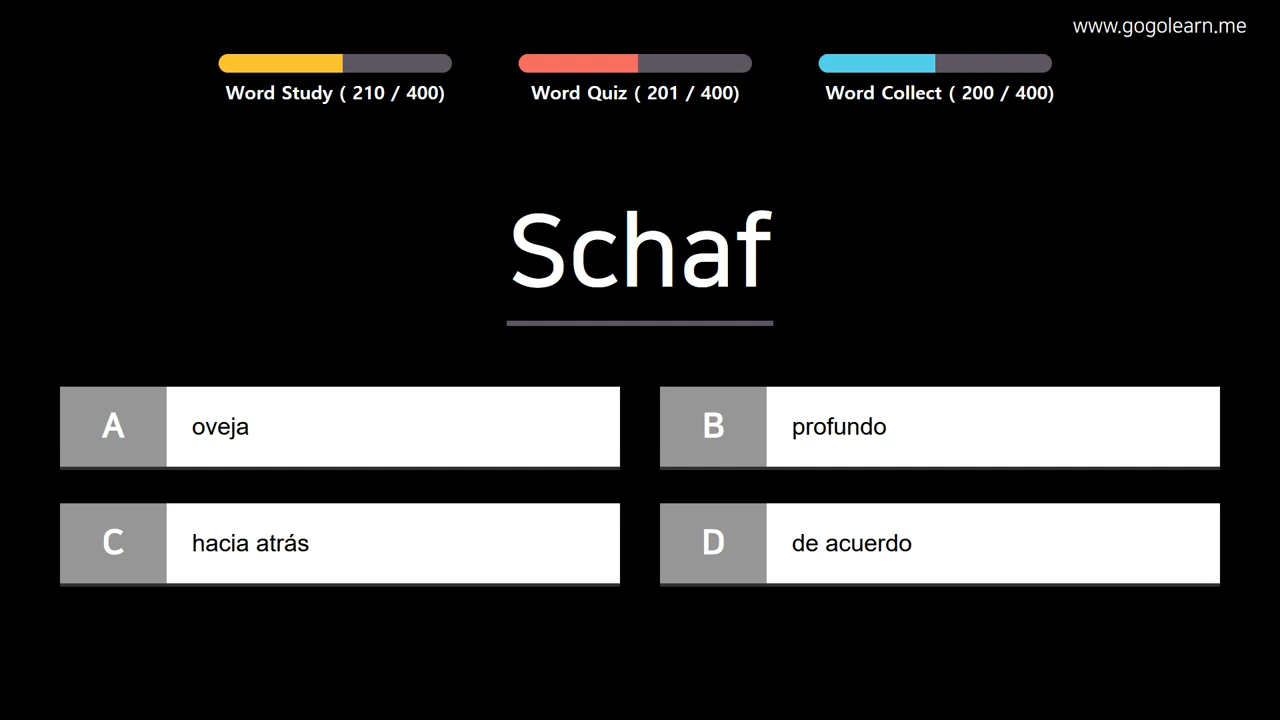 www.gogolearn.me
Word Study ( 210 / 400)
Word Quiz ( 201 / 400)
Word Collect ( 200 / 400)
Schaf
A
oveja
B
profundo
C
hacia atrás
D
de acuerdo